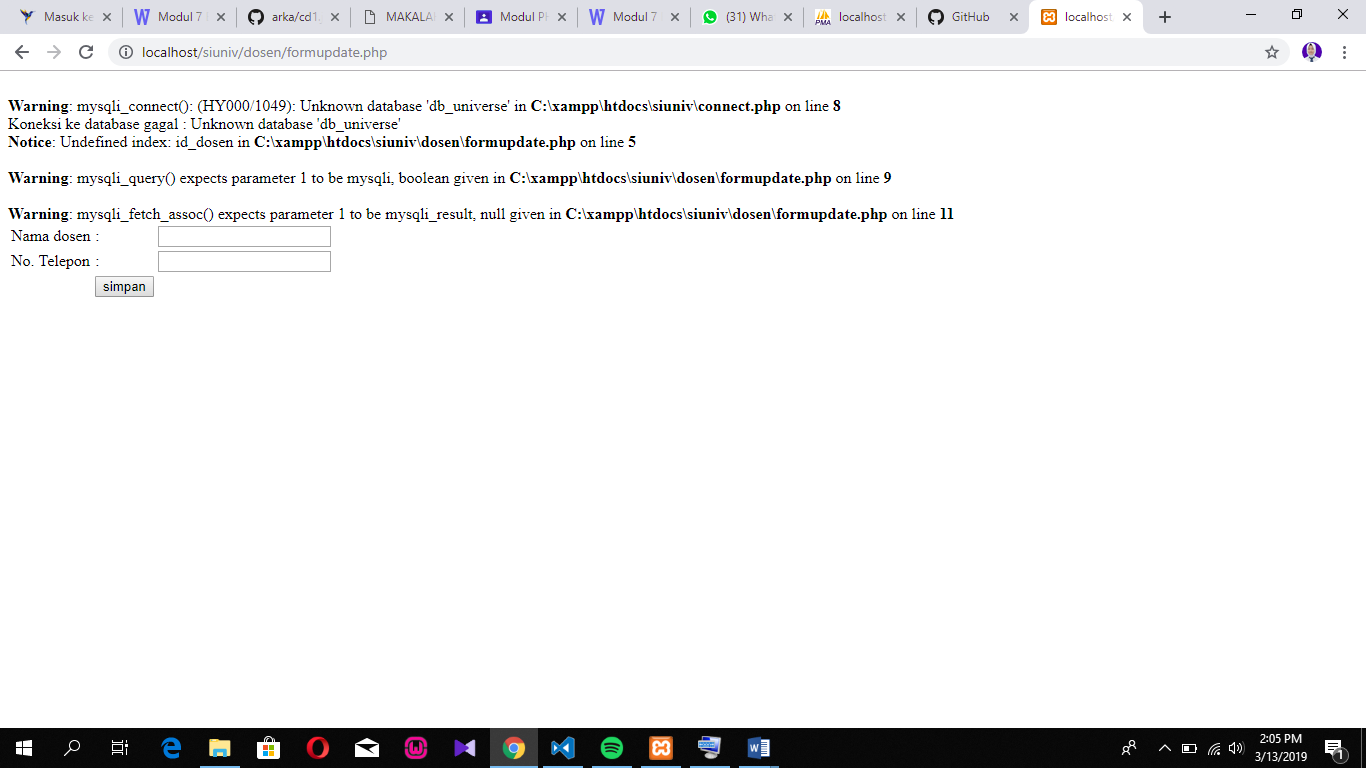 Masuk ke
Modul 7
arka/cd1
MAKALA
Modul P
Modul 7
(31) Wha
localhost
GitHub
localhost
localhost/siuniv/dosen/formupdate.php
Warning: mysqli_connect(): (HY000/1049): Unknown database 'db_universe' in C:\xampp\htdocs\siuniv\connect.php on line 8
Koneksi ke database gagal : Unknown database 'db_universe'
Notice: Undefined index: id_dosen in C:\xampp\htdocs\siuniv\dosen\formupdate.php on line 5
Warning: mysqli_query() expects parameter 1 to be mysqli, boolean given in C:\xampp\htdocs\siuniv\dosen\formupdate.php on line 9
Warning: mysqli_fetch_assoc() expects parameter 1 to be mysqli_result, null given in C:\xampp\htdocs\siuniv\dosen\formupdate.php on line 11
Nama dosen :
No. Telepon :
simpan
2:05 PM
3/13/2019
1